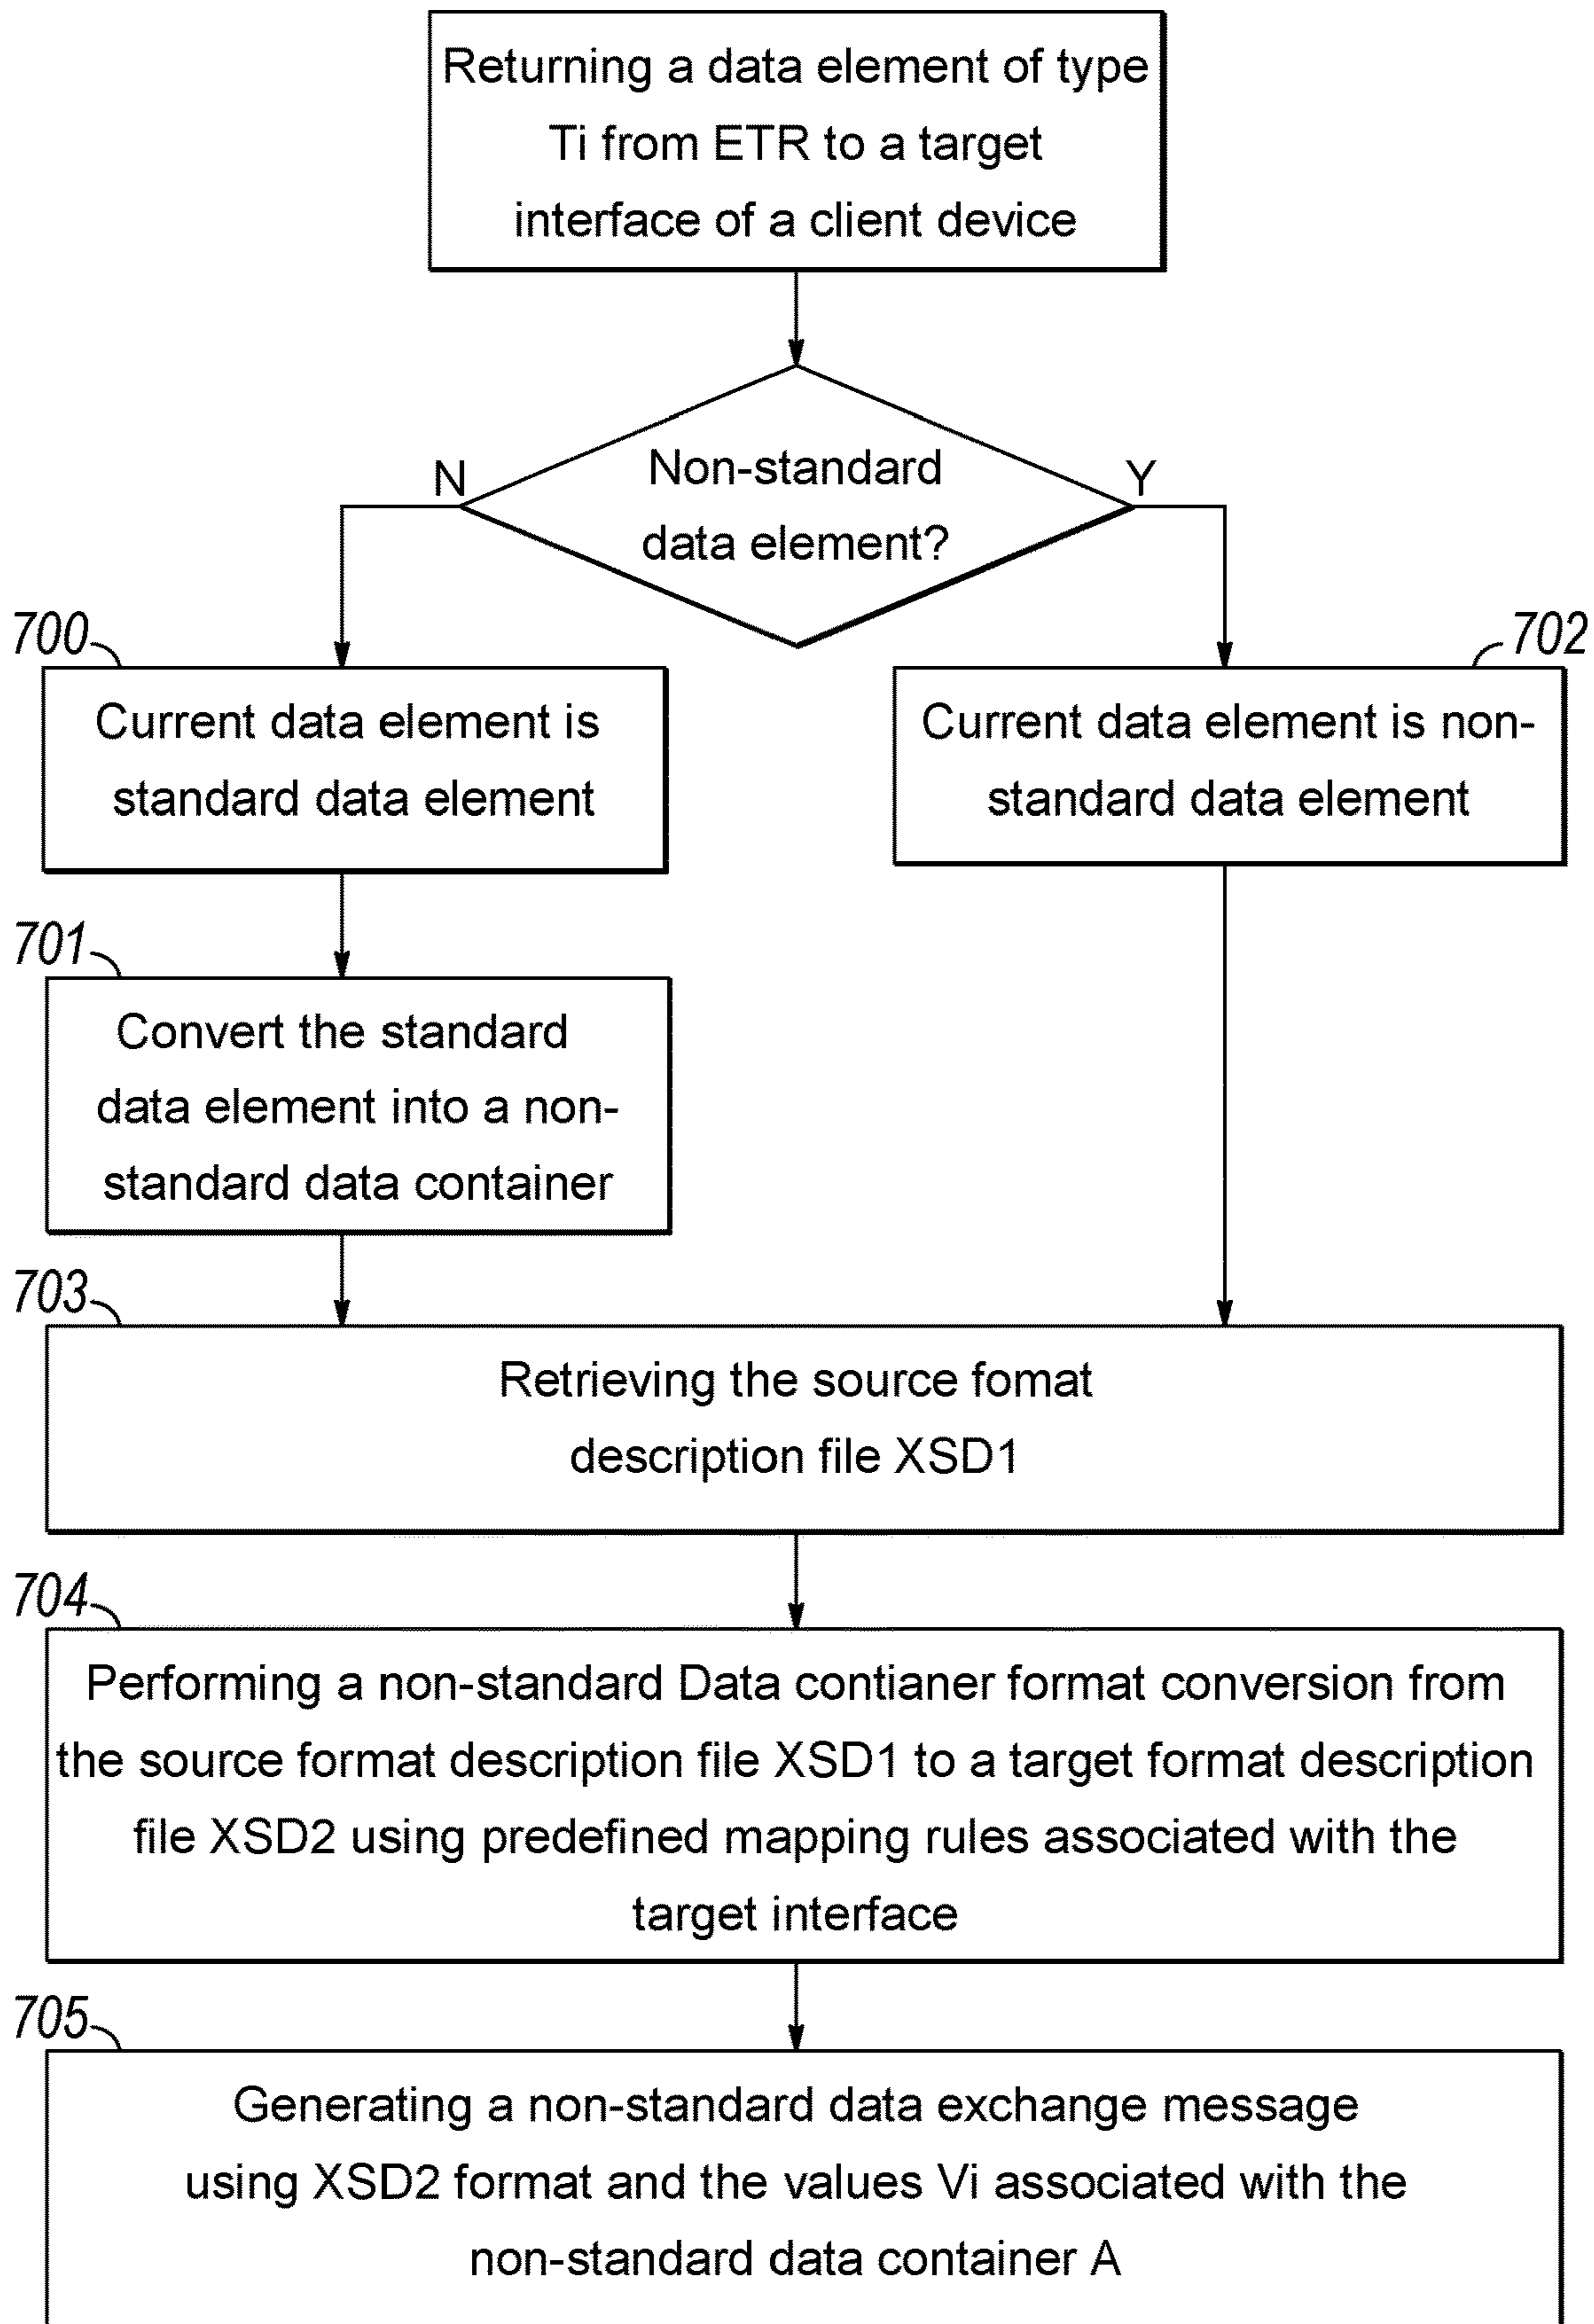 Returning a data element of type
Ti from ETR to a target
interface of a client device
Non-standard
data element?
N
Y
700
Current data element is
standard data element
702
Current data element is non-
standard data element
701
Convert the standard
data element into a non-
standard data container
703
Retrieving the source fomat
description file XSD1
704
Performing a non-standard Data contianer format conversion from
the source format description file XSD1 to a target format description
file XSD2 using predefined mapping rules associated with the
target interface
705
Generating a non-standard data exchange message
using XSD2 format and the values Vi associated with the
non-standard data container A